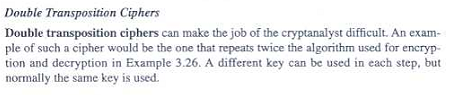 Double Transposition Ciphers
Double transposition ciphers can make the job of the cryptanalyst difficult. An exam-
ple of such a cipher would be the one that repeats twice the algorithm used for encryp-
tion and decryption in Example 3.26. A different key can be used in each step, but
normally the same key is used.